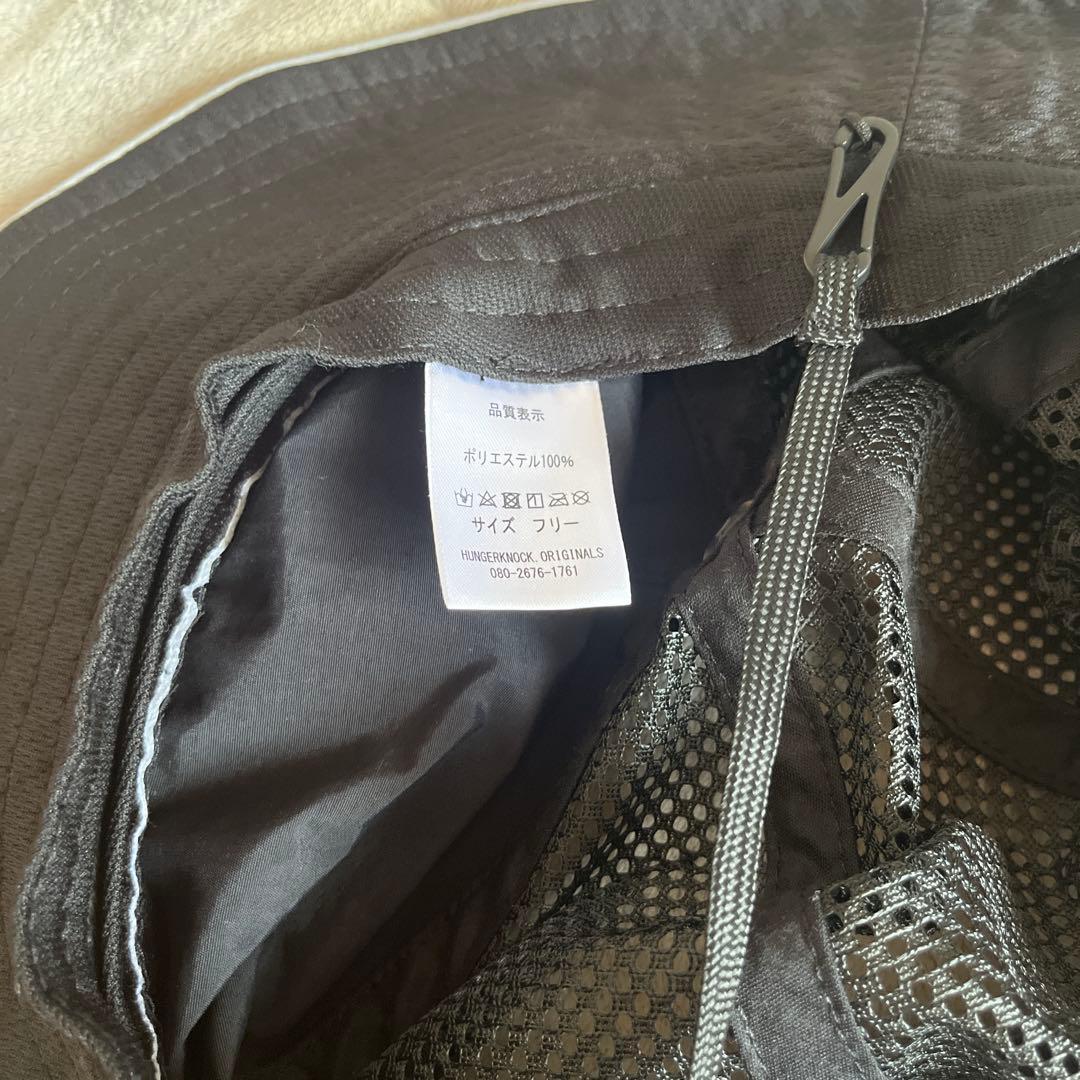 品質表示
ポリエステル100%
サイズ フリー
HUNGERKNOCK.ORIGINALS
080-2676-1761